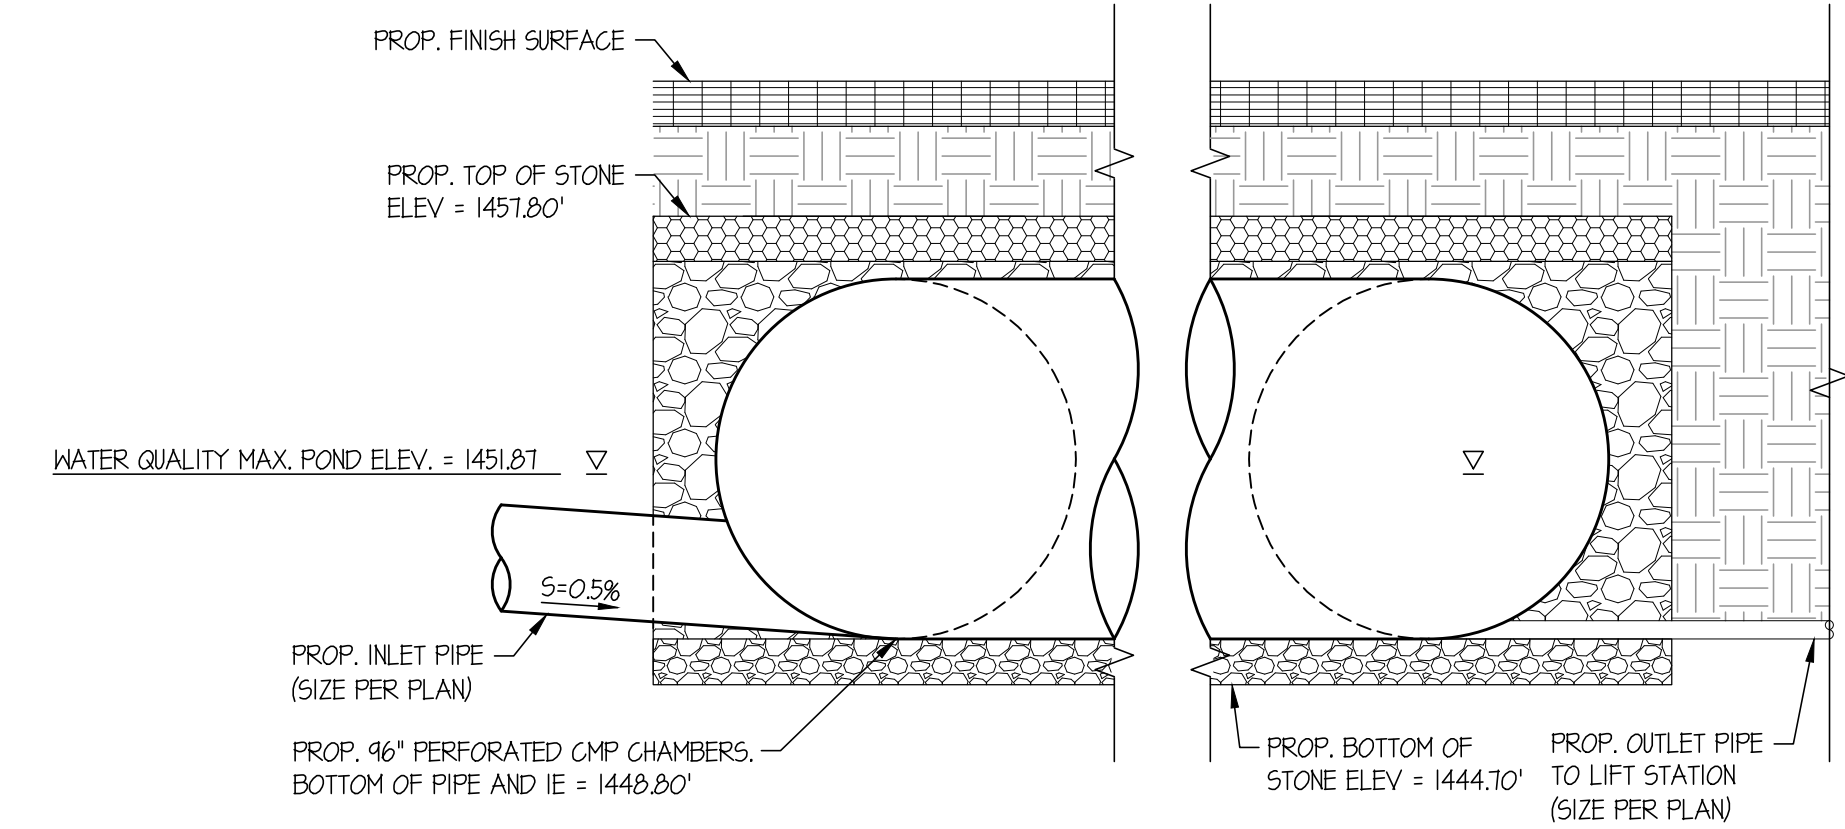 PROP. FINISH SURFACE
PROP. TOP OF STONE
ELEV = 1457.80'
WATER QUALITY MAX. POND ELEV. = 1451.87
S=0.5%
PROP. INLET PIPE
(SIZE PER PLAN)
PROP. 96" PERFORATED CMP CHAMBERS.
BOTTOM OF PIPE AND IE = 1448.80'
PROP. BOTTOM OF
STONE ELEV = 1444.70'
PROP. OUTLET PIPE
TO LIFT STATION
(SIZE PER PLAN)